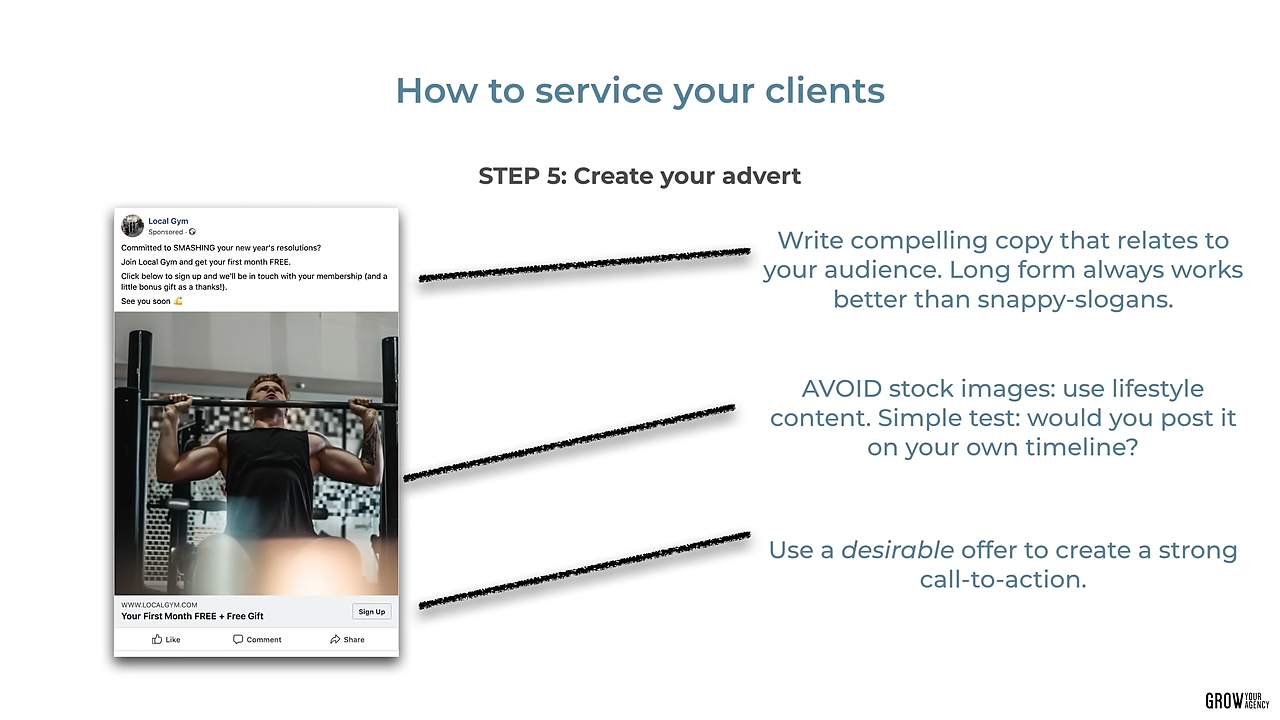 How to service your clients
STEP 5: Create your advert
Local Gym
Sponsored ·
Committed to SMASHING your new year's resolutions?
Join Local Gym and get your first month FREE.
Click below to sign up and we'll be in touch with your membership (and a
little bonus gift as a thanks!).
See you soon 💪
WWW.LOCALGYM.COM
Your First Month FREE + Free Gift
Sign Up
Like
Comment
Share
Write compelling copy that relates to
your audience. Long form always works
better than snappy-slogans.
AVOID stock images: use lifestyle
content. Simple test: would you post it
on your own timeline?
Use a desirable offer to create a strong
call-to-action.
GROW YOUR AGENCY